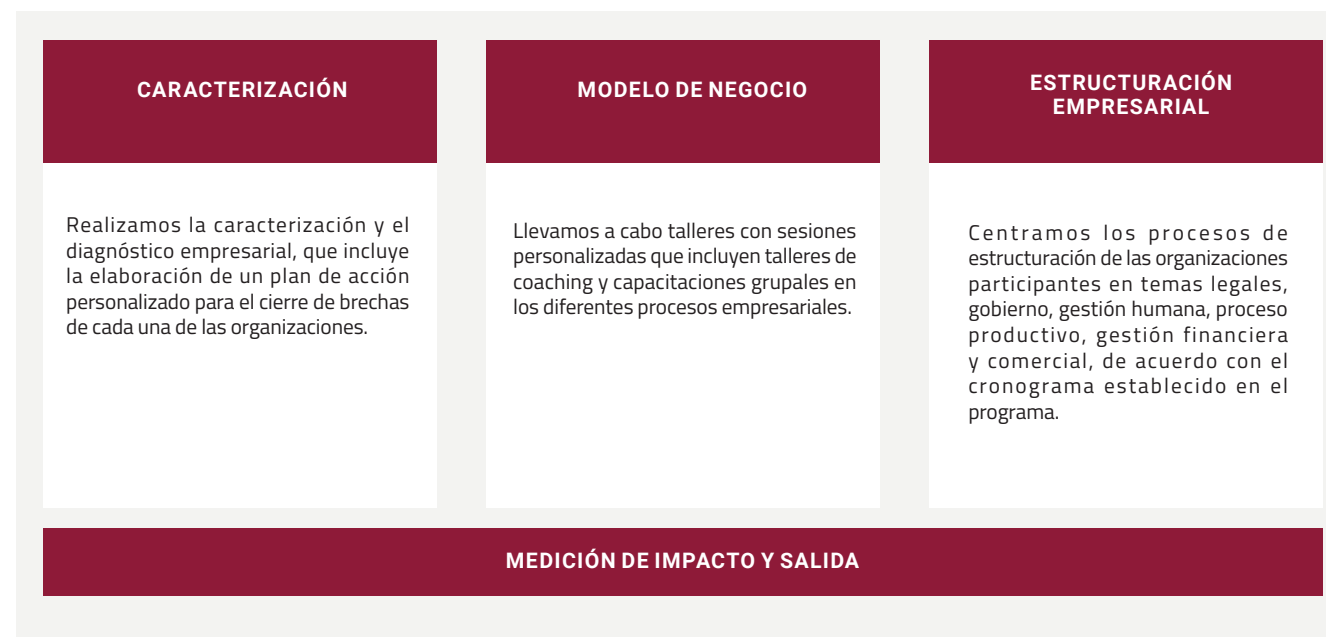 CARACTERIZACIÓN
Realizamos la caracterización y el
diagnóstico empresarial, que incluye
la elaboración de un plan de acción
personalizado para el cierre de brechas
de cada una de las organizaciones.
MODELO DE NEGOCIO
Llevamos a cabo talleres con sesiones
personalizadas que incluyen talleres de
coaching y capacitaciones grupales en
los diferentes procesos empresariales.
ESTRUCTURACIÓN
EMPRESARIAL
Centramos los procesos de
estructuración de las organizaciones
participantes en temas legales,
gobierno, gestión humana, proceso
productivo, gestión financiera
y comercial, de acuerdo con el
cronograma establecido en el
programa.
MEDICIÓN DE IMPACTO Y SALIDA